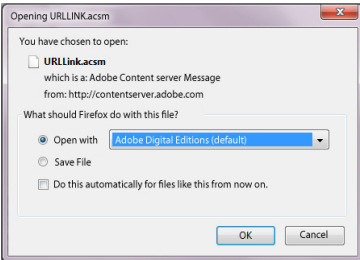 Opening URLLINK.acsm
You have chosen to open:
URLLink.acsm
which is a: Adobe Content server Message
from: http://contentserver.adobe.com
What should Firefox do with this file?
Open with
Adobe Digital Editions (default)
Save File
Do this automatically for files like this from now on.
OK
Cancel